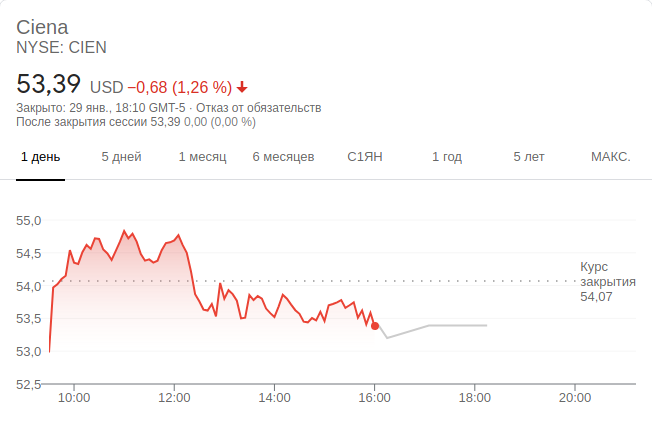 Ciena
NYSE: CIEN
53,39 USD −0,68 (1,26 %)
Закрыто: 29 янв., 18:10 GMT-5 · Отказ от обязательств
После закрытия сессии 53,39 0,00 (0,00 %)
1 день 5 дней 1 месяц 6 месяцев С1ЯН 1 год 5 лет МАКС.
55,0
54,5
54,0
53,5
53,0
52,5
Курс
закрытия
54,07
10:00 12:00 14:00 16:00 18:00 20:00